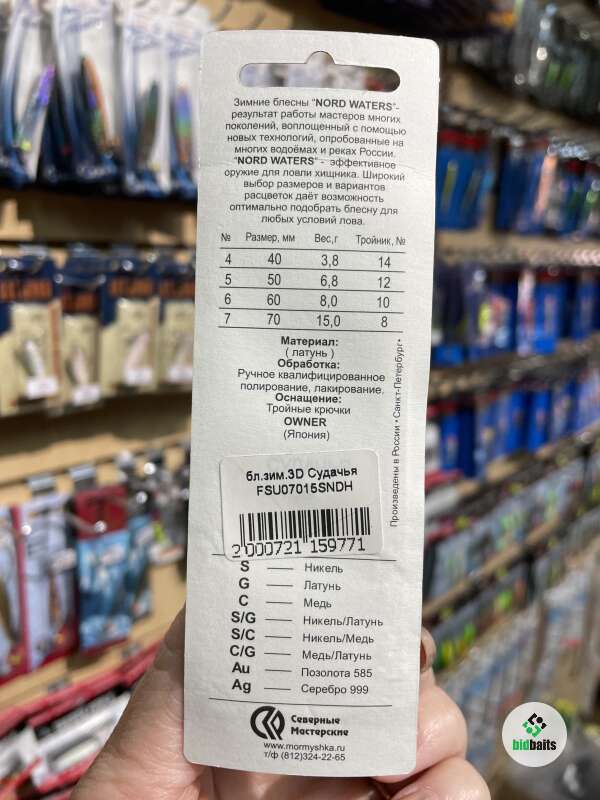 Зимние блесны "NORD WATERS"-
результат работы мастеров многих
поколений, воплощенный с помощью
новых технологий, опробованные на
многих водоёмах и реках России.
"NORD WATERS" - эффективное
оружие для ловли хищника. Широкий
выбор размеров и вариантов
расцветок даёт возможность
оптимально подобрать блесну для
любых условий лова.
№ Размер, мм Вес,г Тройник, №
4 40 3,8 14
5 50 6,8 12
6 60 8,0 10
7 70 15,0 8
Материал:
( латунь )
Обработка:
Ручное квалифицированное
полирование, лакирование.
Оснащение:
Тройные крючки
OWNER
(Япония)
Произведены в России • Санкт-Петербург•
бл.зим.3D Судачья
FSU07015SNDH
2 000721 159771
S — Никель
G — Латунь
C — Медь
S/G — Никель/Латунь
S/C — Никель/Медь
C/G — Медь/Латунь
Au — Позолота 585
Ag — Серебро 999
Северные
Мастерские
www.mormyshka.ru
т/ф (812)324-22-65
bidbaits